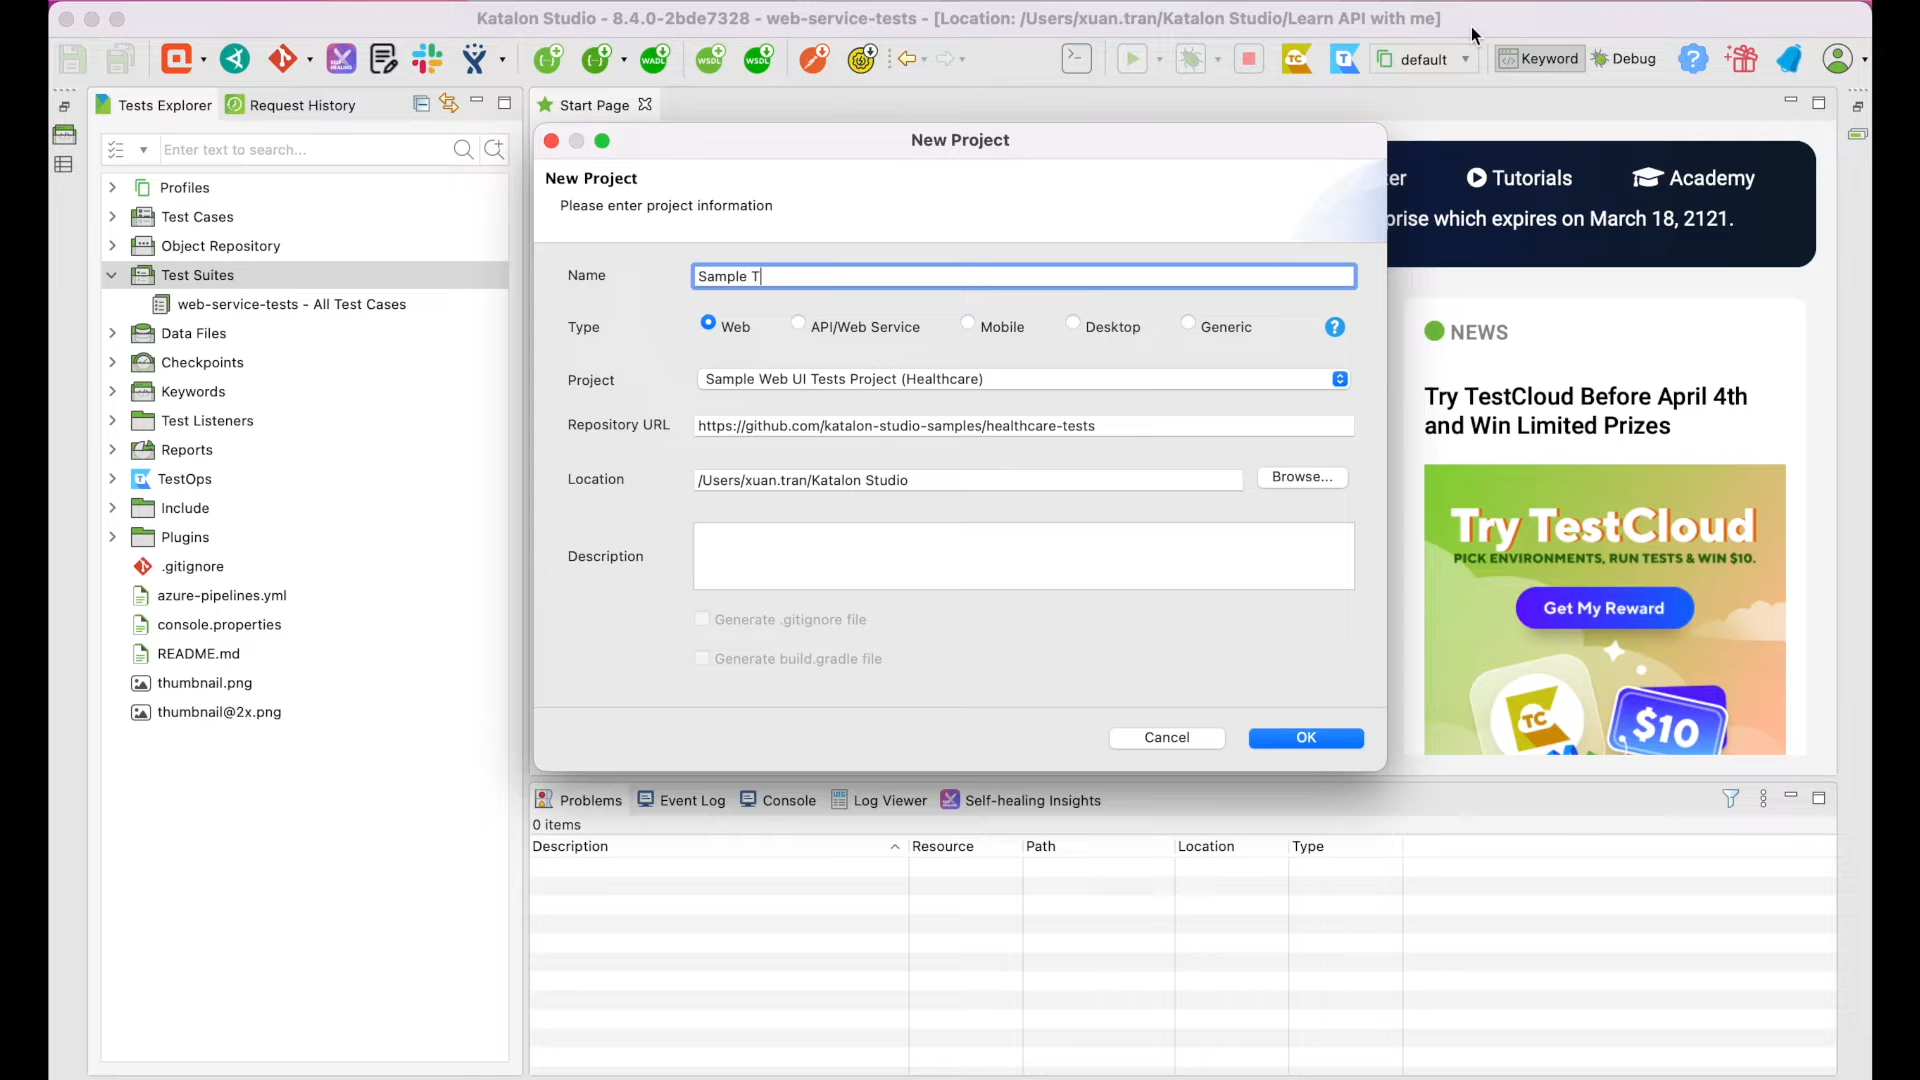 Katalon Studio - 8.4.0-2bde7328 - web-service-tests - [Location: /Users/xuan.tran/Katalon Studio/Learn API with me]
WADL
WSDL
WSDL
TC
default
Keyword
Debug
Tests Explorer
Request History
Start Page
Enter text to search...
Profiles
Test Cases
Object Repository
Test Suites
web-service-tests - All Test Cases
Data Files
Checkpoints
Keywords
Test Listeners
Reports
TestOps
Include
Plugins
.gitignore
azure-pipelines.yml
console.properties
README.md
thumbnail.png
thumbnail@2x.png
New Project
New Project
Please enter project information
Name
Sample T
Type
Web
API/Web Service
Mobile
Desktop
Generic
?
Project
Sample Web UI Tests Project (Healthcare)
Repository URL
https://github.com/katalon-studio-samples/healthcare-tests
Location
/Users/xuan.tran/Katalon Studio
Browse...
Description
Generate .gitignore file
Generate build.gradle file
Cancel
OK
ter
Tutorials
Academy
prise which expires on March 18, 2121.
NEWS
Try TestCloud Before April 4th
and Win Limited Prizes
Try TestCloud
PICK ENVIRONMENTS, RUN TESTS & WIN $10.
Get My Reward
TC
$10
Problems
Event Log
Console
Log Viewer
Self-healing Insights
0 items
Description
Resource
Path
Location
Type